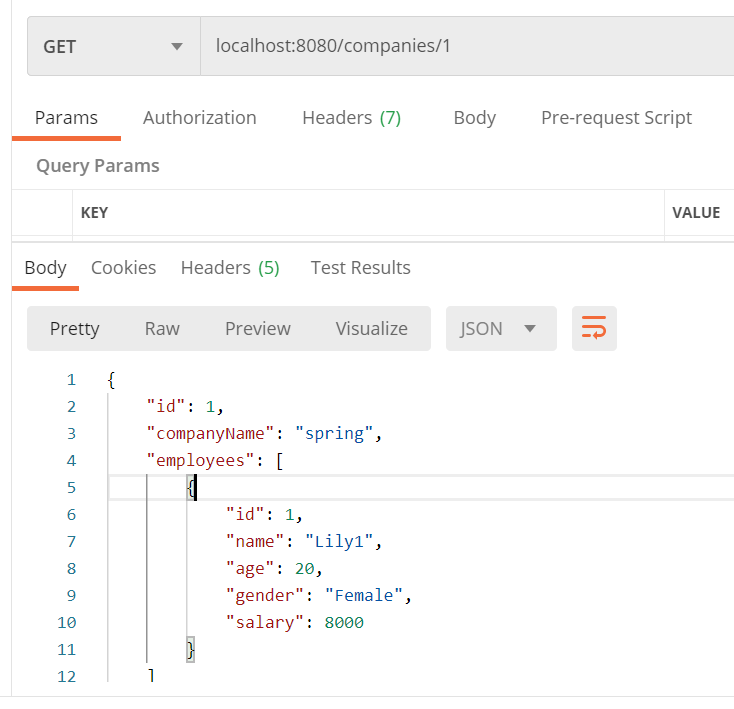 GET localhost:8080/companies/1
Params Authorization Headers (7) Body Pre-request Script
Query Params
KEY VALUE
Body Cookies Headers (5) Test Results
Pretty Raw Preview Visualize JSON
1 {
2 "id": 1,
3 "companyName": "spring",
4 "employees": [
5 {
6 "id": 1,
7 "name": "Lily1",
8 "age": 20,
9 "gender": "Female",
10 "salary": 8000
11 }
12 ]